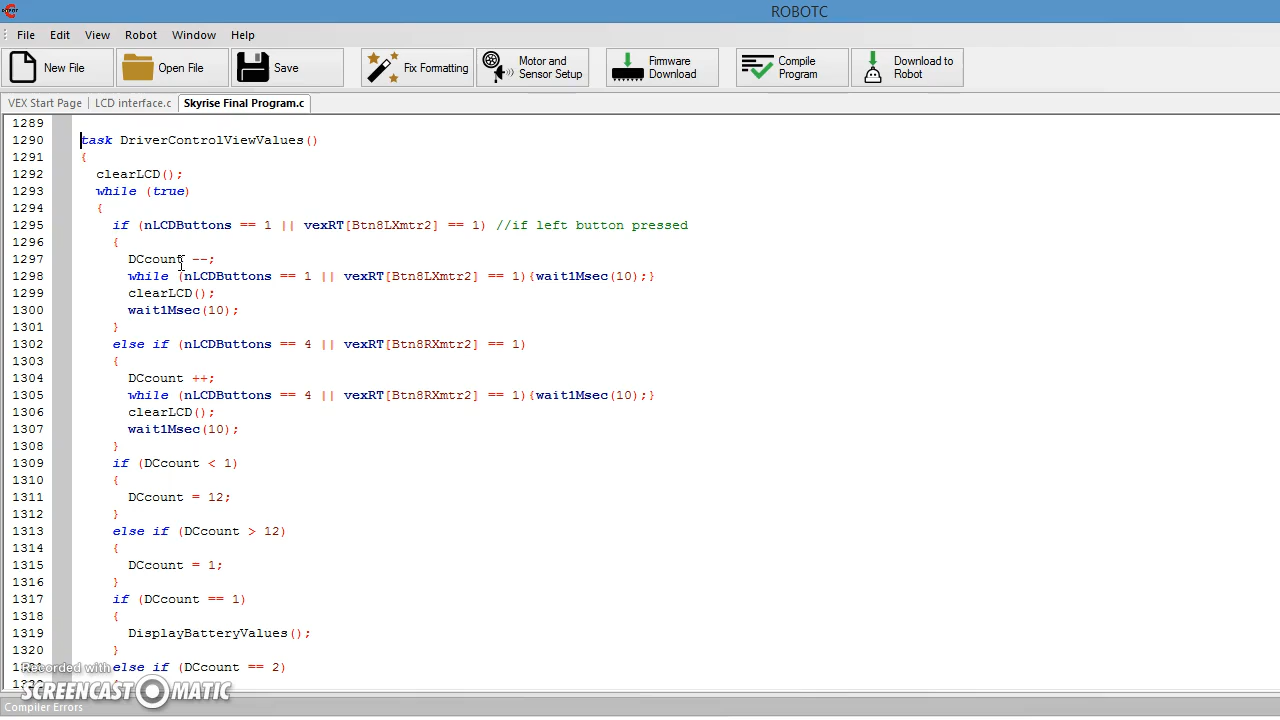 ROBOTC
File Edit View Robot Window Help
New File Open File Save Fix Formatting Motor and Sensor Setup Firmware Download Compile Program Download to Robot
VEX Start Page LCD interface.c Skyrise Final Program.c
1289
1290 task DriverControlViewValues()
1291 {
1292 clearLCD();
1293 while (true)
1294 {
1295 if (nLCDButtons == 1 || vexRT[Btn8LXmtr2] == 1) //if left button pressed
1296 {
1297 DCcount --;
1298 while (nLCDButtons == 1 || vexRT[Btn8LXmtr2] == 1){wait1Msec(10);}
1299 clearLCD();
1300 wait1Msec(10);
1301 }
1302 else if (nLCDButtons == 4 || vexRT[Btn8RXmtr2] == 1)
1303 {
1304 DCcount ++;
1305 while (nLCDButtons == 4 || vexRT[Btn8RXmtr2] == 1){wait1Msec(10);}
1306 clearLCD();
1307 wait1Msec(10);
1308 }
1309 if (DCcount < 1)
1310 {
1311 DCcount = 12;
1312 }
1313 else if (DCcount > 12)
1314 {
1315 DCcount = 1;
1316 }
1317 if (DCcount == 1)
1318 {
1319 DisplayBatteryValues();
1320 }
else if (DCcount == 2)
Recorded with
SCREENCAST-O-MATIC
Compiler Errors